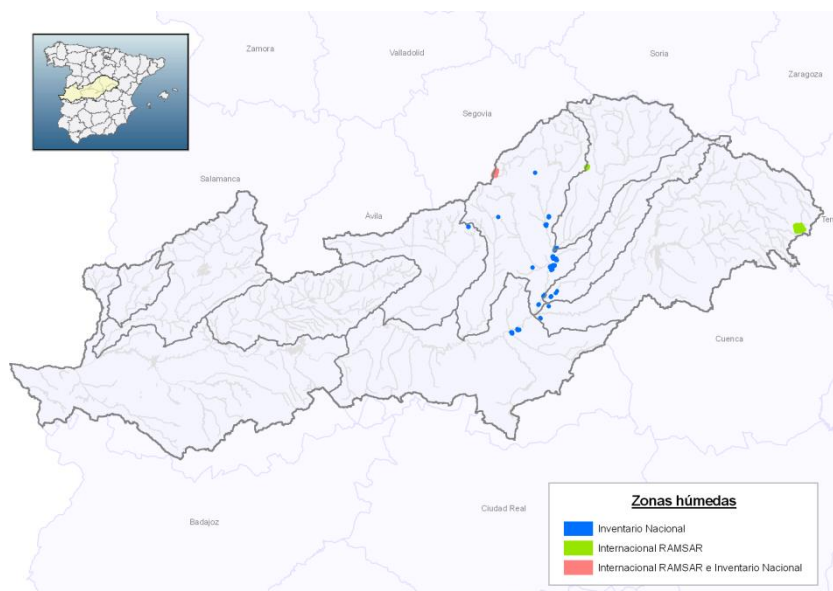 Zamora
Valladolid
Soria
Zaragoza
Segovia
Salamanca
Ávila
Ter
Cuenca
Badajoz
Ciudad Real
Zonas húmedas
Inventario Nacional
Internacional RAMSAR
Internacional RAMSAR e Inventario Nacional